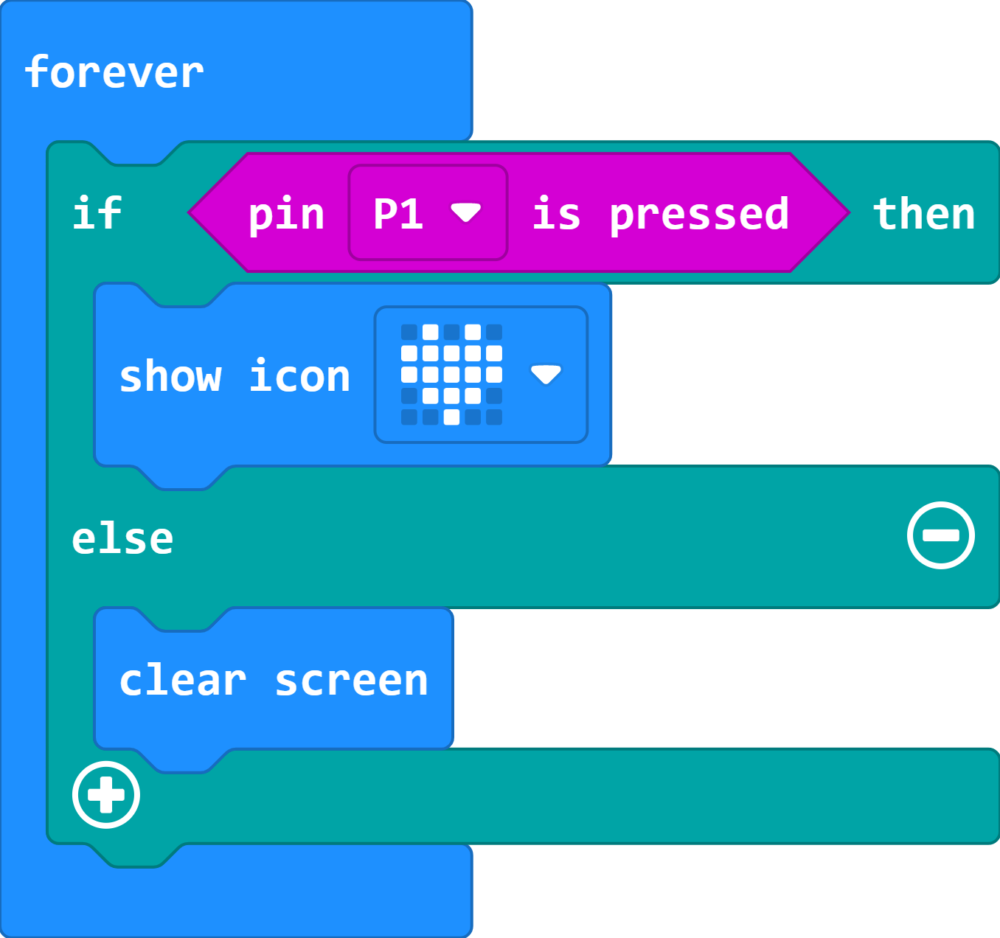 forever
if pin P1 is pressed then
show icon
else
clear screen